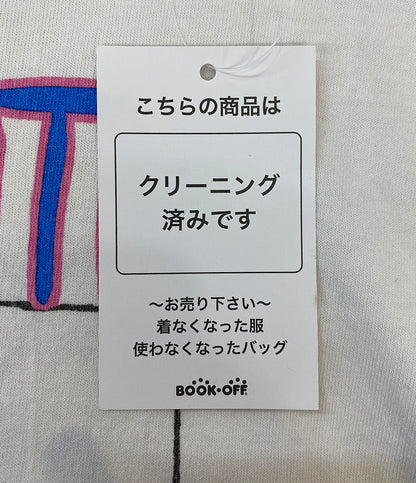 こちらの商品は
クリーニング
済みです
～お売り下さい～
着なくなった服
使わなくなったバッグ
BOOK・OFF